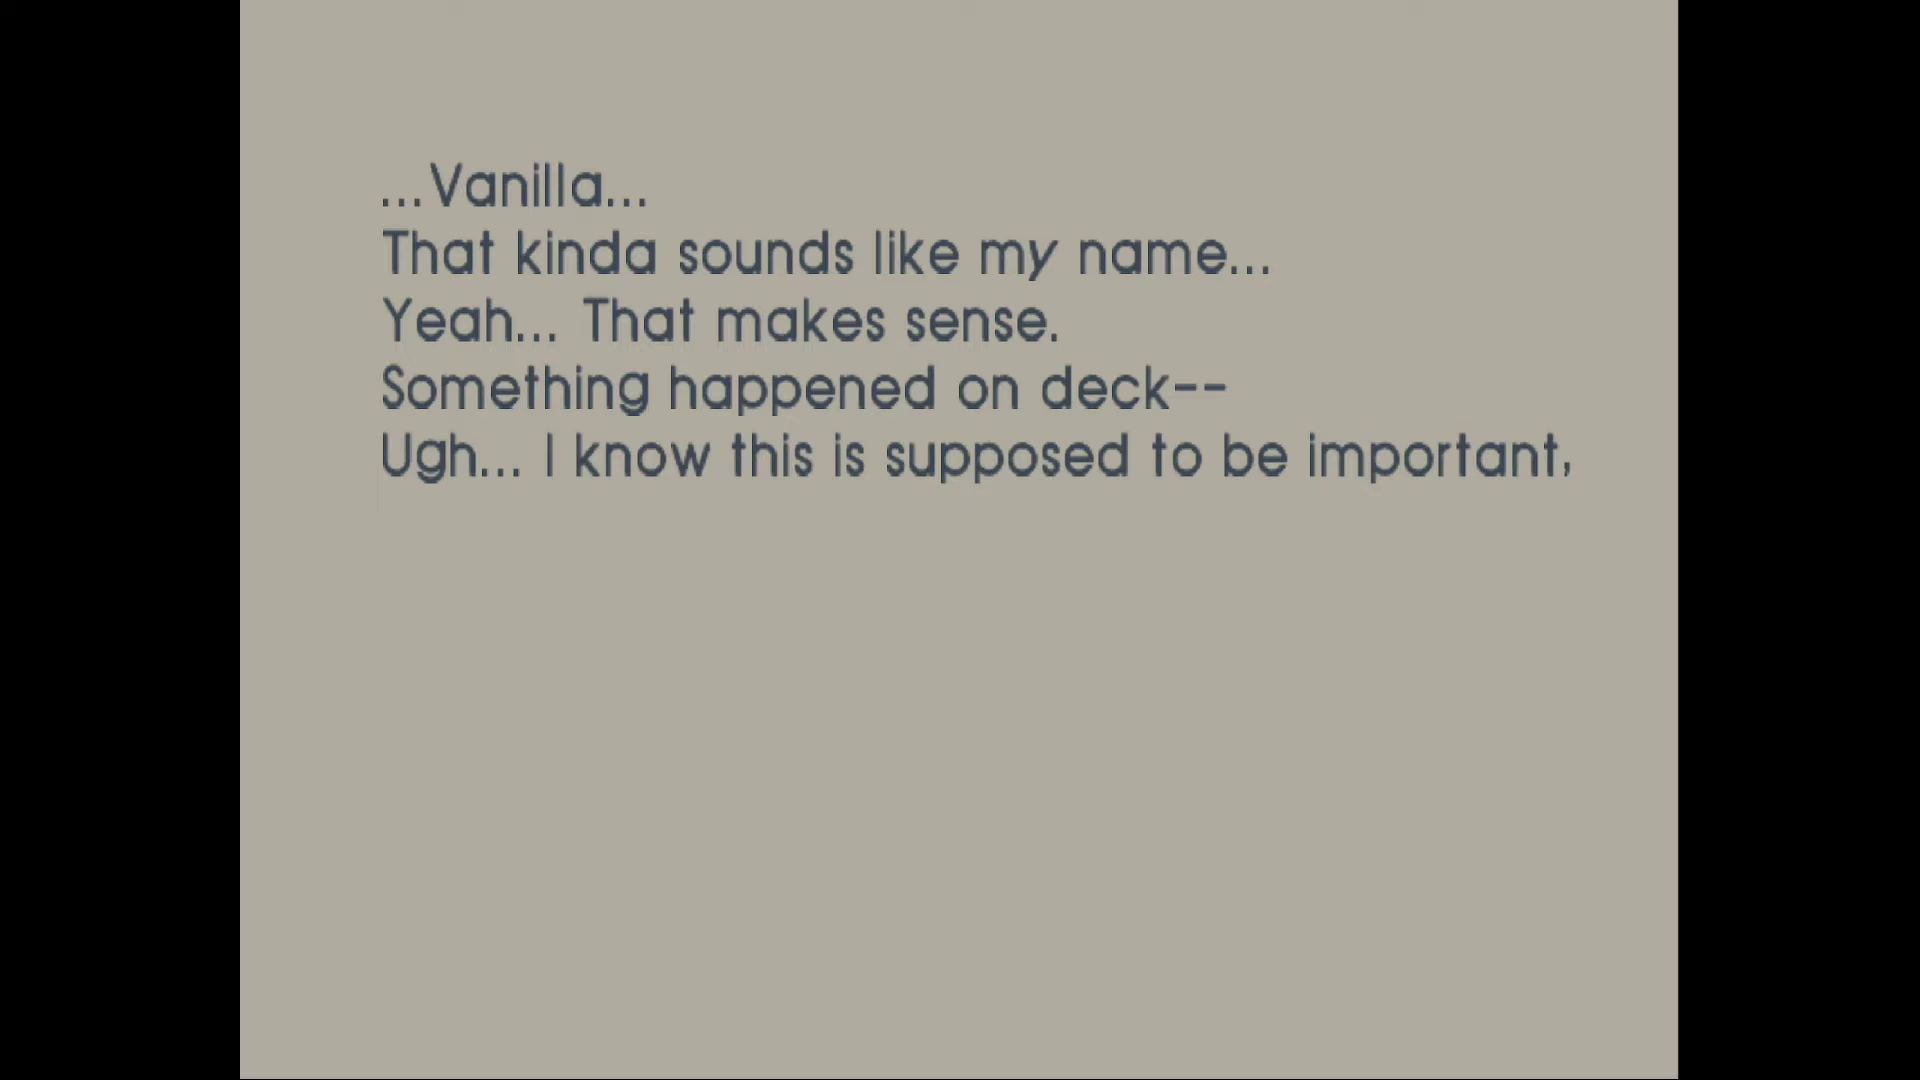 ...Vanilla...
That kinda sounds like my name...
Yeah... That makes sense.
Something happened on deck--
Ugh... I know this is supposed to be important,